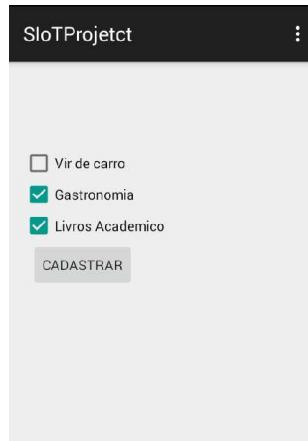 SIoTProjetct
Vir de carro
Gastronomia
Livros Academico
CADASTRAR